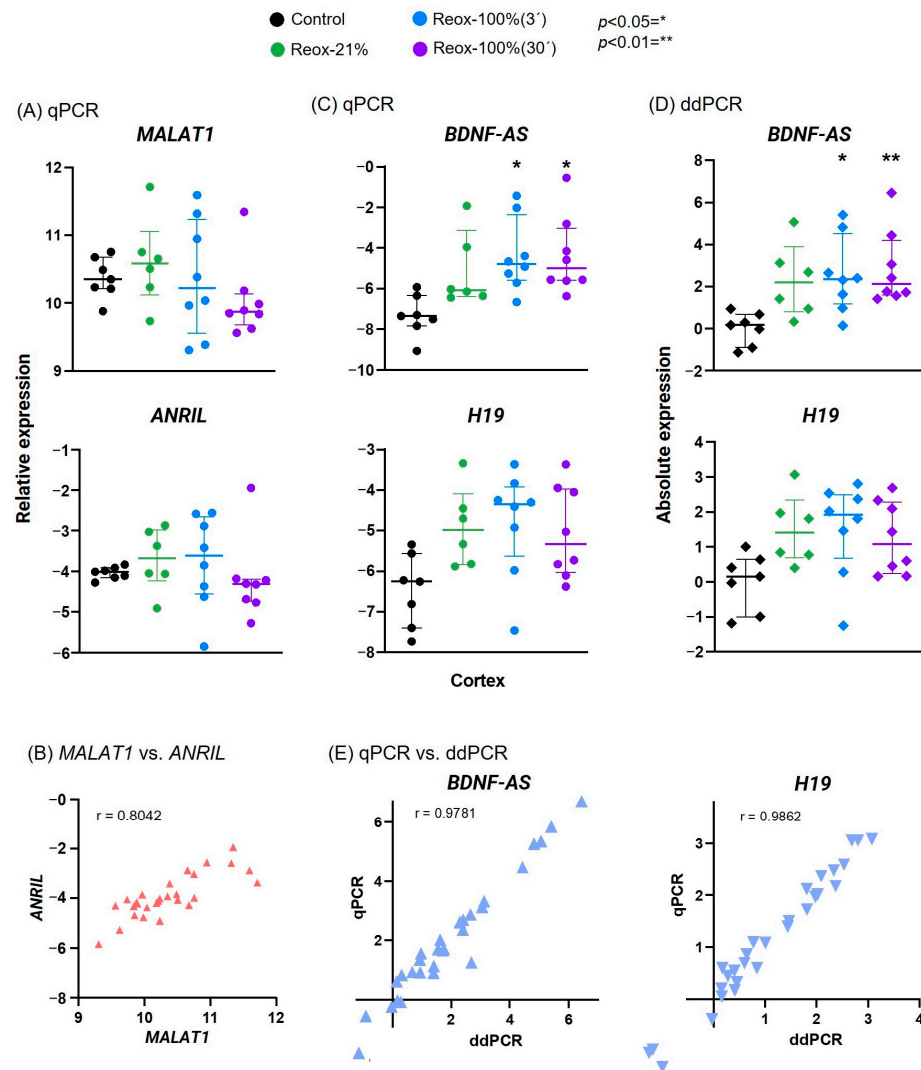 Control
Reox-100%(3´)
p<0.05=*
Reox-21%
Reox-100%(30´)
p<0.01=**
(A) qPCR
(C) qPCR
(D) ddPCR
MALAT1
BDNF-AS
BDNF-AS
12
11
10
9
−0
−2
−4
−6
−8
−10
* *
8
6
4
2
0
−2
* **
Relative expression
Absolute expression
ANRIL
H19
H19
−1
−2
−3
−4
−5
−6
−3
−4
−5
−6
−7
−8
4
3
2
1
0
−2
Cortex
(B) MALAT1 vs. ANRIL
(E) qPCR vs. ddPCR
BDNF-AS
H19
r = 0.8042
−0
−2
−4
−6
−8
ANRIL
9 10 11 12
MALAT1
r = 0.9781
6
4
2
qPCR
2 4 6
ddPCR
r = 0.9862
3
1
qPCR
1 2 3 4
ddPCR